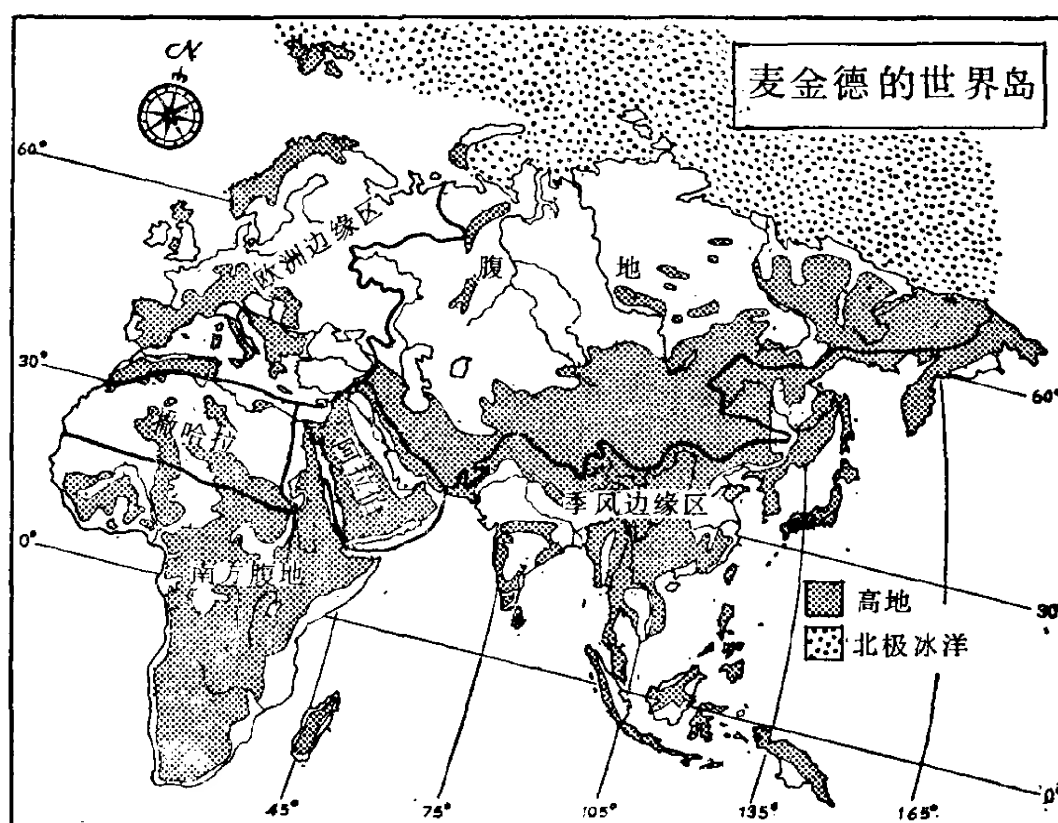 N
麦金德的世界岛
60°
欧洲边缘区
腹地
30°
撒哈拉
阿拉伯
60°
季风边缘区
0°
南方腹地
高地
30
北极冰洋
0°
45°
75°
105°
135°
165°